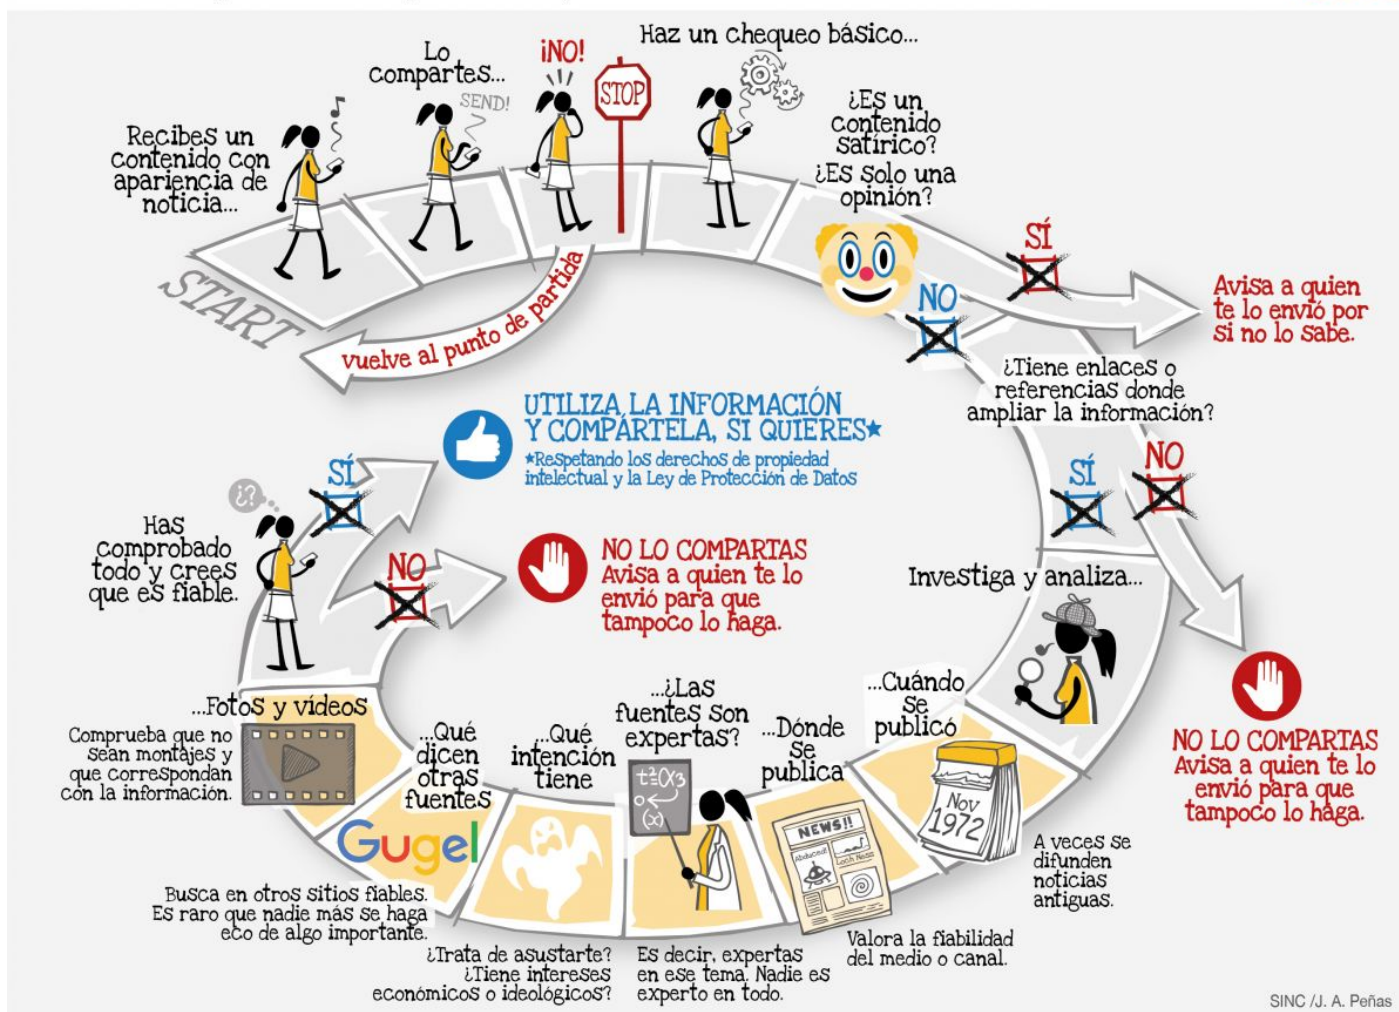 Recibes un
contenido con
apariencia de
noticia...
Lo
compartes...
SEND!
¡NO!
STOP
Haz un chequeo básico...
¿Es un
contenido
satírico?
¿Es solo una
opinión?
START
vuelve al punto de partida
SÍ
Avisa a quien
te lo envió por
si no lo sabe.
NO
¿Tiene enlaces o
referencias donde
ampliar la información?
SÍ
NO
NO LO COMPARTAS
Avisa a quien te lo
envió para que
tampoco lo haga.
Investiga y analiza...
...Cuándo
se
publicó
Nov
1972
A veces se
difunden
noticias
antiguas.
...Dónde
se
publica
NEWS!!
Abducted!
Loch Ness
Valora la fiabilidad
del medio o canal.
...¿Las
fuentes son
expertas?
Es decir, expertas
en ese tema. Nadie es
experto en todo.
...Qué
intención
tiene
¿Trata de asustarte?
¿Tiene intereses
económicos o ideológicos?
...Qué
dicen
otras
fuentes
Gugel
Busca en otros sitios fiables.
Es raro que nadie más se haga
eco de algo importante.
...Fotos y vídeos
Comprueba que no
sean montajes y
que correspondan
con la información.
Has
comprobado
todo y crees
que es fiable.
¿?
SÍ
UTILIZA LA INFORMACIÓN
Y COMPÁRTELA, SI QUIERES★
★Respetando los derechos de propiedad
intelectual y la Ley de Protección de Datos
NO
NO LO COMPARTAS
Avisa a quien te lo
envió para que
tampoco lo haga.
SINC /J. A. Peñas